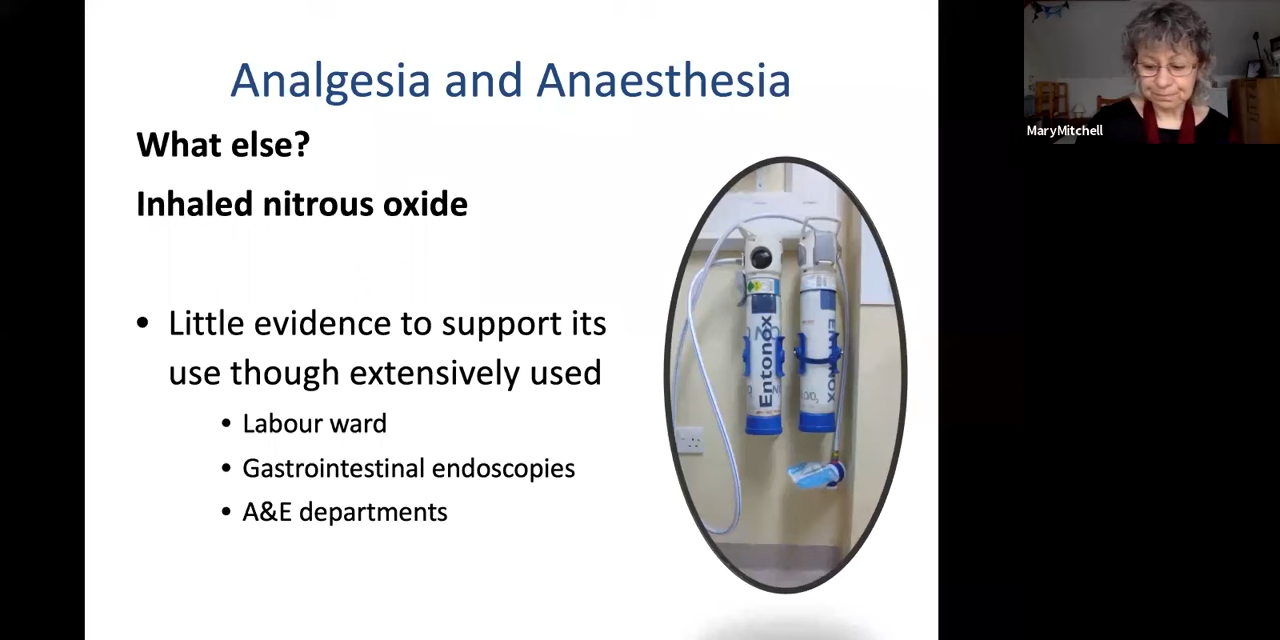 Analgesia and Anaesthesia
What else?
Inhaled nitrous oxide
• Little evidence to support its
use though extensively used
• Labour ward
• Gastrointestinal endoscopies
• A&E departments
Entonox
ENTONOX
MaryMitchell